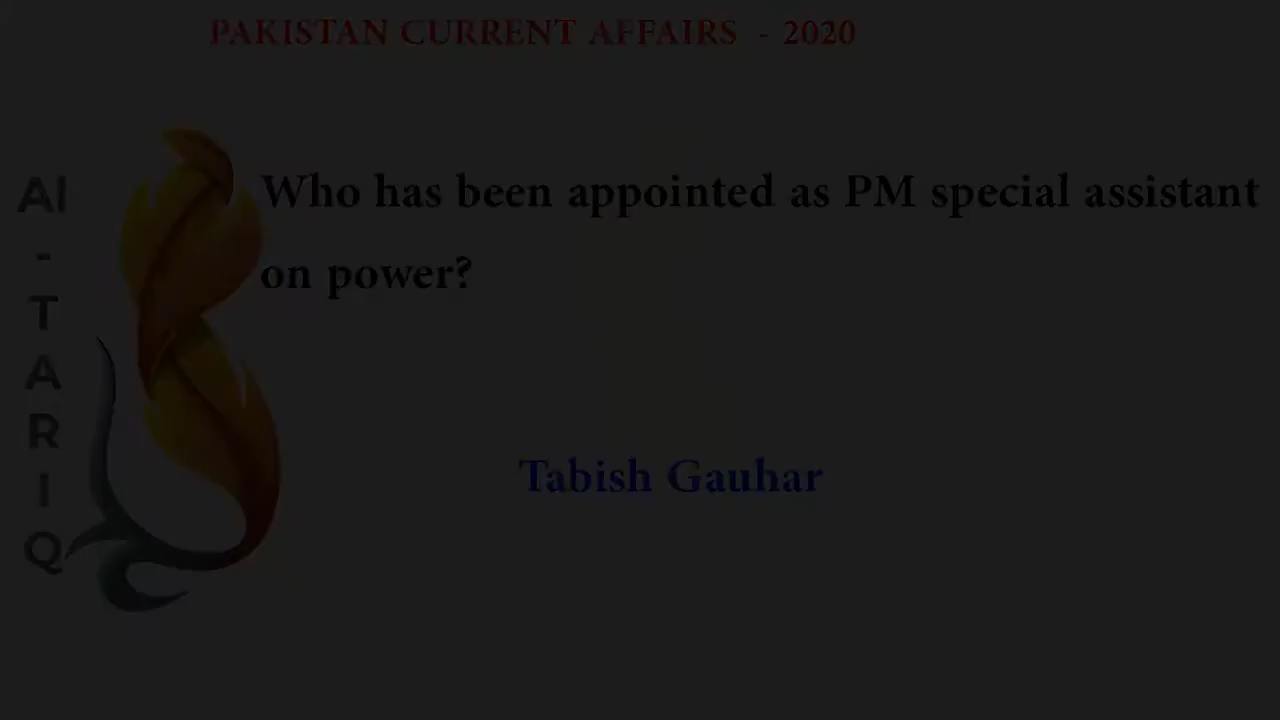 PAKISTAN CURRENT AFFAIRS - 2020
Who has been appointed as PM special assistant
on power?
Tabish Gauhar
Al
-
T
A
R
I
Q